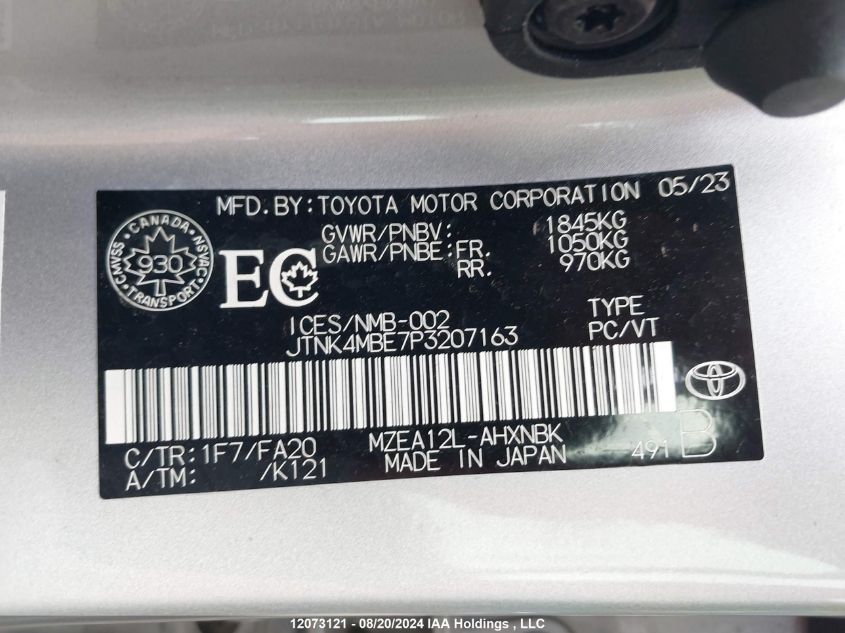 MFD.BY:TOYOTA MOTOR CORPORATION 05/23
CANADA
CMVSS 930 NSVAC
TRANSPORT
EC
GVWR/PNBV: 1845KG
GAWR/PNBE:FR. 1050KG
RR. 970KG
ICES/NMB-002
JTNK4MBE7P3207163
TYPE
PC/VT
C/TR:1F7/FA20
A/TM: /K121
MZEA12L-AHXNBK
MADE IN JAPAN
491 B
12073121 - 08/20/2024 IAA Holdings , LLC